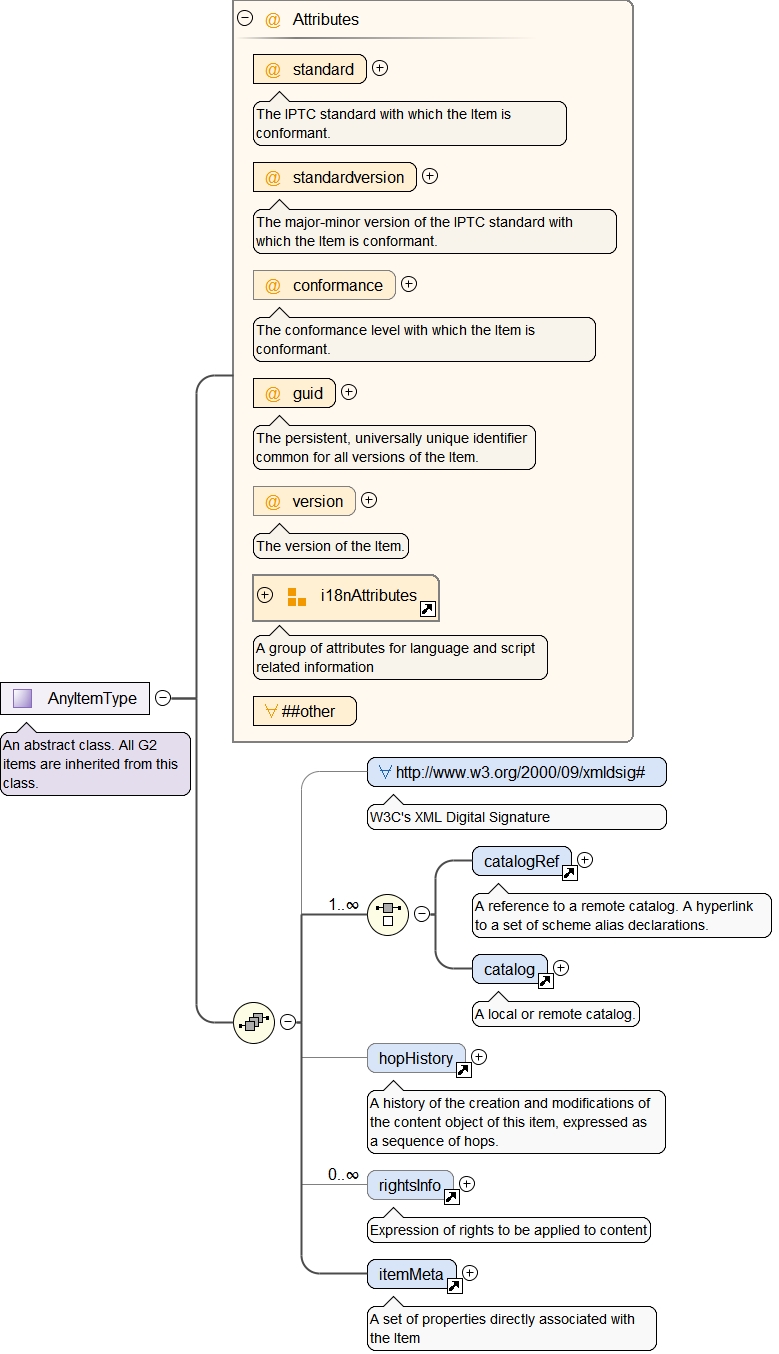 @ Attributes
@ standard
The IPTC standard with which the Item is
conformant.
@ standardversion
The major-minor version of the IPTC standard with
which the Item is conformant.
@ conformance
The conformance level with which the Item is
conformant.
@ guid
The persistent, universally unique identifier
common for all versions of the Item.
@ version
The version of the Item.
i18nAttributes
A group of attributes for language and script
related information
##other
AnyItemType
An abstract class. All G2
items are inherited from this
class.
http://www.w3.org/2000/09/xmldsig#
W3C's XML Digital Signature
1..∞
catalogRef
A reference to a remote catalog. A hyperlink
to a set of scheme alias declarations.
catalog
A local or remote catalog.
hopHistory
A history of the creation and modifications of
the content object of this item, expressed as
a sequence of hops.
0..∞
rightsInfo
Expression of rights to be applied to content
itemMeta
A set of properties directly associated with
the Item